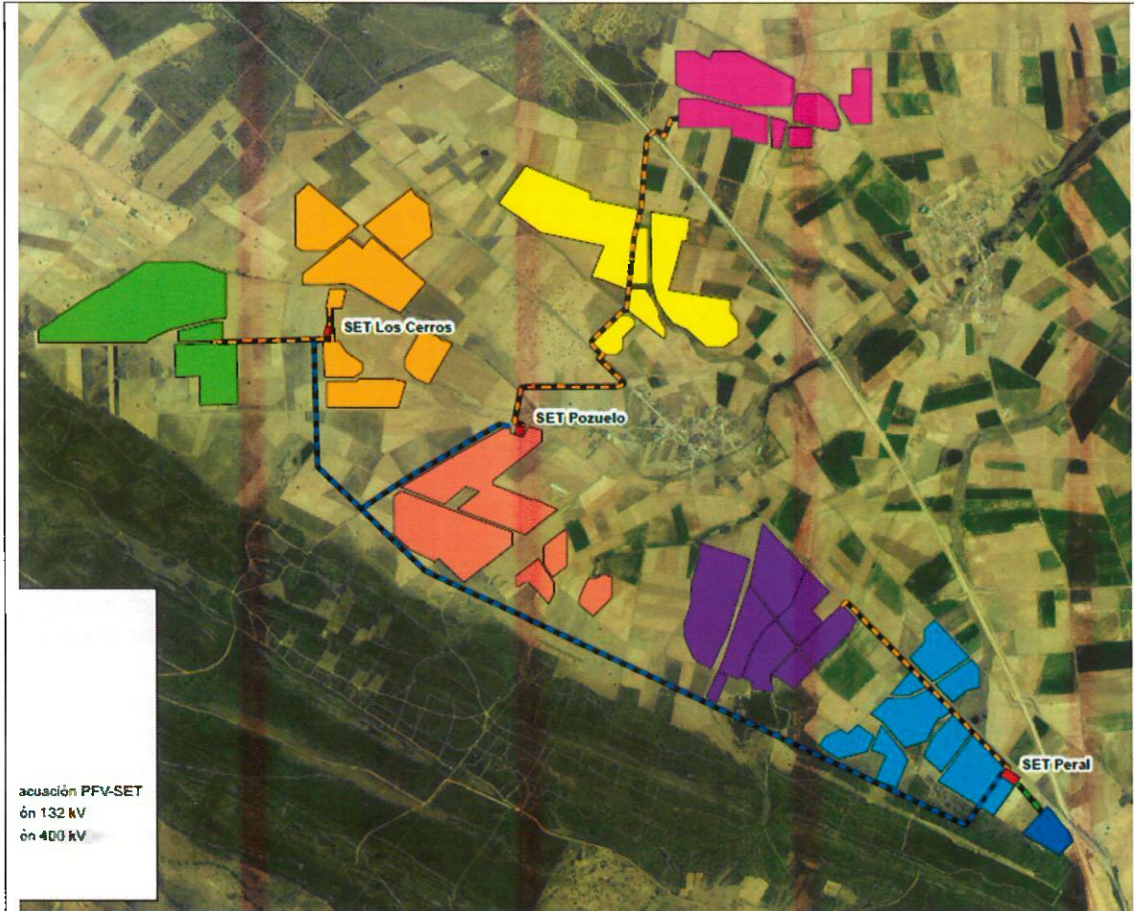 SET Los Cerros
SET Pozuelo
SET Peral
acuación PFV-SET
ón 132 kV
ón 400 kV